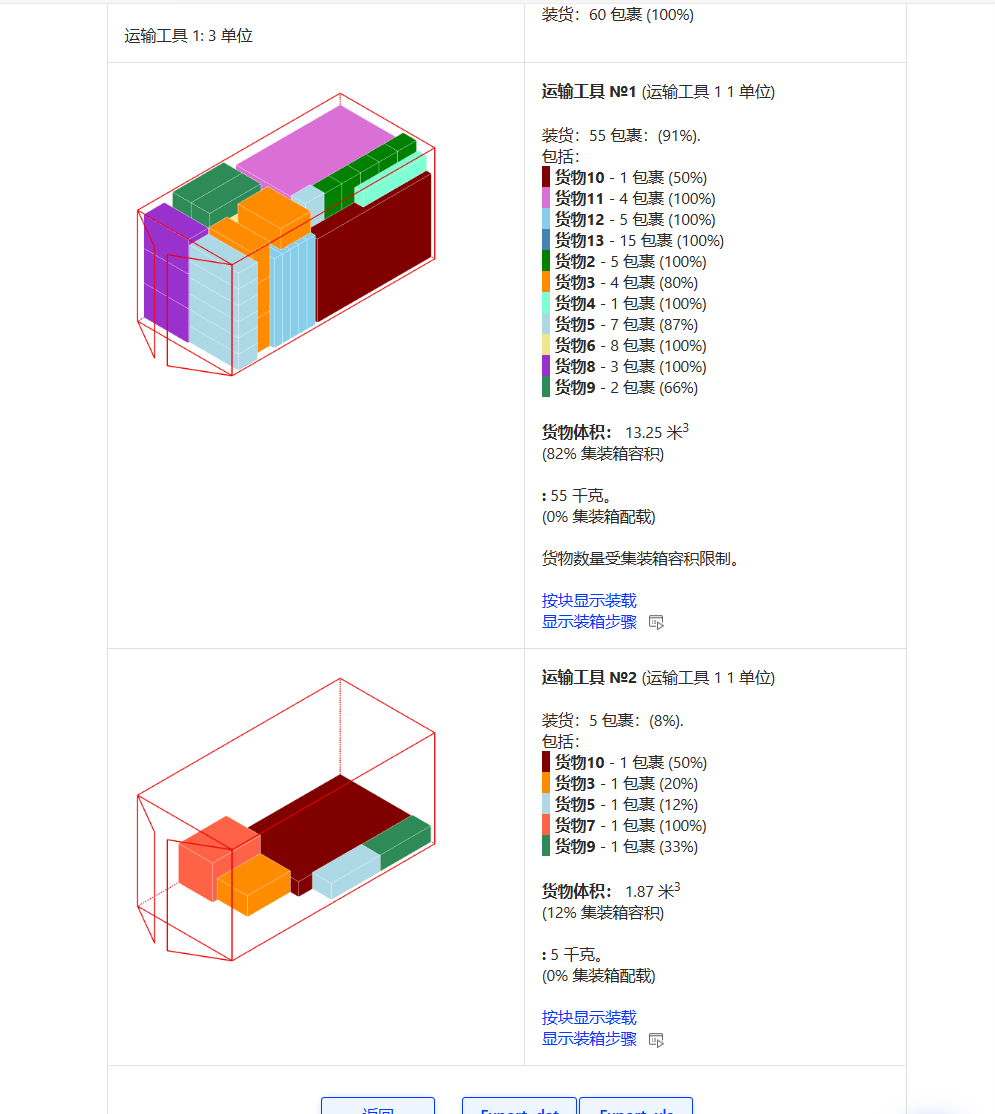 装货：60 包裹 (100%)
运输工具 1: 3 单位
运输工具 №1 (运输工具 1 1 单位)
装货：55 包裹：(91%).
包括：
货物10 - 1 包裹 (50%)
货物11 - 4 包裹 (100%)
货物12 - 5 包裹 (100%)
货物13 - 15 包裹 (100%)
货物2 - 5 包裹 (100%)
货物3 - 4 包裹 (80%)
货物4 - 1 包裹 (100%)
货物5 - 7 包裹 (87%)
货物6 - 8 包裹 (100%)
货物8 - 3 包裹 (100%)
货物9 - 2 包裹 (66%)
货物体积： 13.25 米3
(82% 集装箱容积)
: 55 千克。
(0% 集装箱配载)
货物数量受集装箱容积限制。
按块显示装载
显示装箱步骤
运输工具 №2 (运输工具 1 1 单位)
装货：5 包裹：(8%).
包括：
货物10 - 1 包裹 (50%)
货物3 - 1 包裹 (20%)
货物5 - 1 包裹 (12%)
货物7 - 1 包裹 (100%)
货物9 - 1 包裹 (33%)
货物体积： 1.87 米3
(12% 集装箱容积)
: 5 千克。
(0% 集装箱配载)
按块显示装载
显示装箱步骤
返回